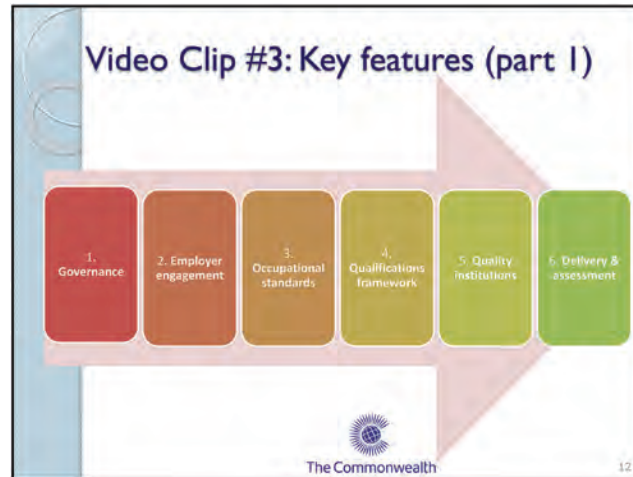 Video Clip #3: Key features (part 1)
1.
Governance
2. Employer
engagement
3.
Occupational
standards
4.
Qualifications
framework
5. Quality
institutions
6. Delivery &
assessment
The Commonwealth
12